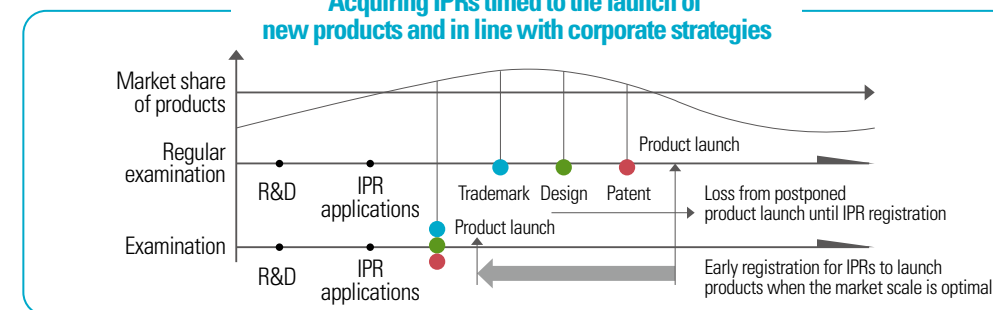 Acquiring IPRs timed to the launch of
new products and in line with corporate strategies
Market share
of products
Regular
examination
R&D
IPR
applications
Trademark
Design
Patent
Product launch
Loss from postponed
product launch until IPR registration
Examination
R&D
IPR
applications
Product launch
Early registration for IPRs to launch
products when the market scale is optimal